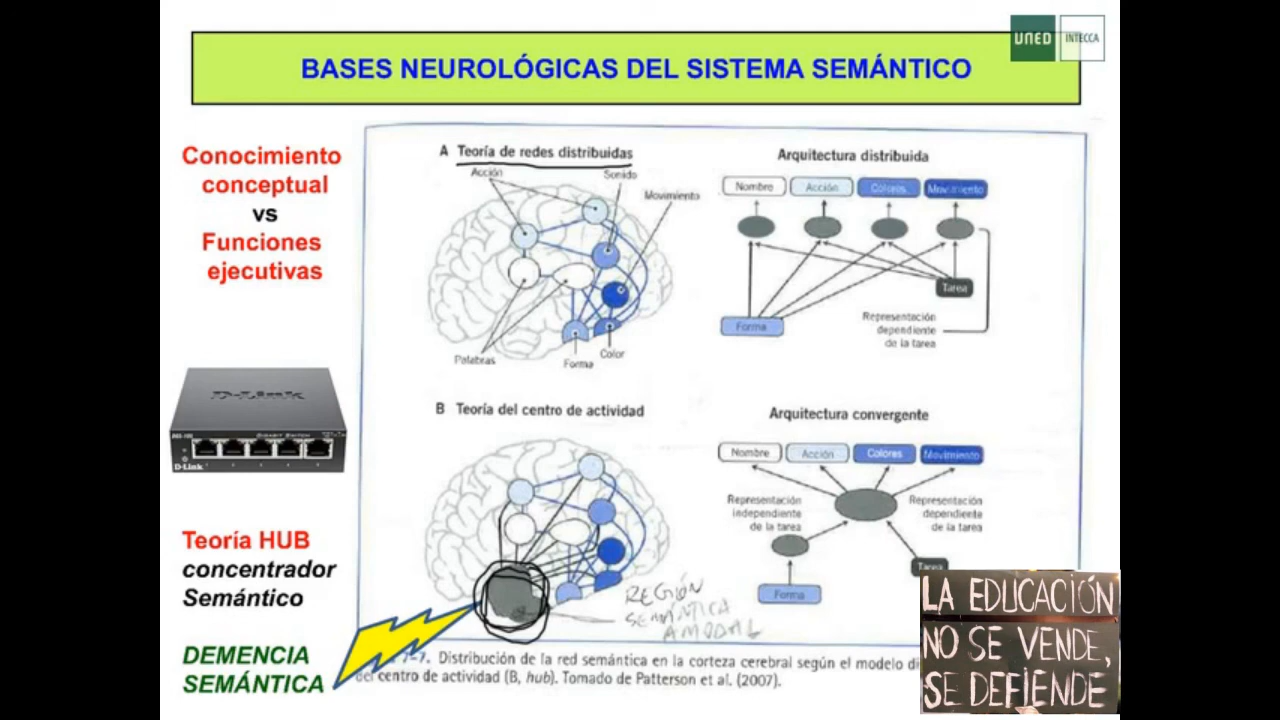 UNED
INTECCA
BASES NEUROLÓGICAS DEL SISTEMA SEMÁNTICO
Conocimiento
conceptual
vs
Funciones
ejecutivas
A Teoría de redes distribuidas
Acción
Sonido
Movimiento
Palabras
Forma
Color
Arquitectura distribuida
Nombre
Acción
Colores
Movimiento
Tarea
Forma
Representación
dependiente
de la tarea
D-Link
D-Link
Teoría HUB
concentrador
Semántico
DEMENCIA
SEMÁNTICA
B Teoría del centro de actividad
REGIÓN
SEMÁNTICA
AMODAL
Arquitectura convergente
Nombre
Acción
Colores
Movimiento
Representación
independiente
de la tarea
Representación
dependiente
de la tarea
Tarea
Forma
7-7. Distribución de la red semántica en la corteza cerebral según el modelo di
del centro de actividad (B, hub). Tomado de Patterson et al. (2007).
LA EDUCACIÓN
NO SE VENDE,
SE DEFIENDE